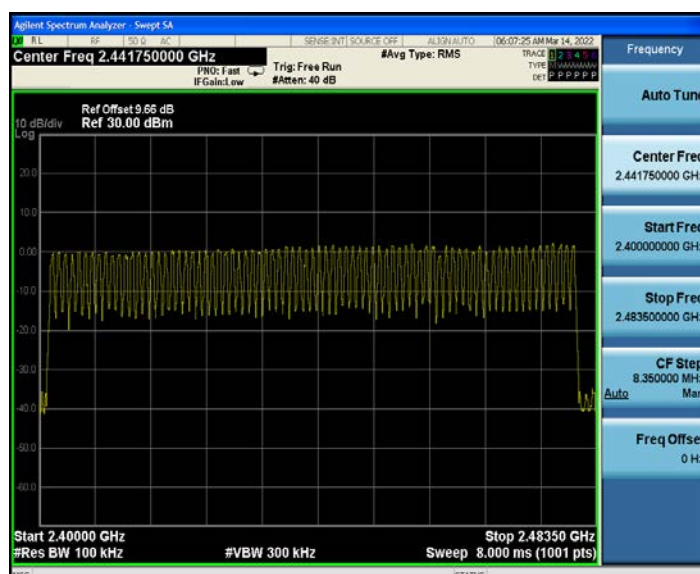 Agilent Spectrum Analyzer - Swept SA
RL RF 50 Ω AC SENSE:INT SOURCE OFF ALIGN AUTO 06:07:25 AM Mar 14, 2022
Center Freq 2.441750000 GHz #Avg Type: RMS TRACE 1 2 3 4 5 6
PNO: Fast Trig: Free Run TYPE M
IFGain:Low #Atten: 40 dB DET P P P P P P
Ref Offset 9.66 dB
10 dB/div Ref 30.00 dBm
Log
20.0
10.0
0.00
-10.0
-20.0
-30.0
-40.0
-50.0
-60.0
Start 2.40000 GHz Stop 2.48350 GHz
#Res BW 100 kHz #VBW 300 kHz Sweep 8.000 ms (1001 pts)
Frequency
Auto Tune
Center Freq
2.441750000 GHz
Start Freq
2.400000000 GHz
Stop Freq
2.483500000 GHz
CF Step
8.350000 MHz
Auto Man
Freq Offset
0 Hz